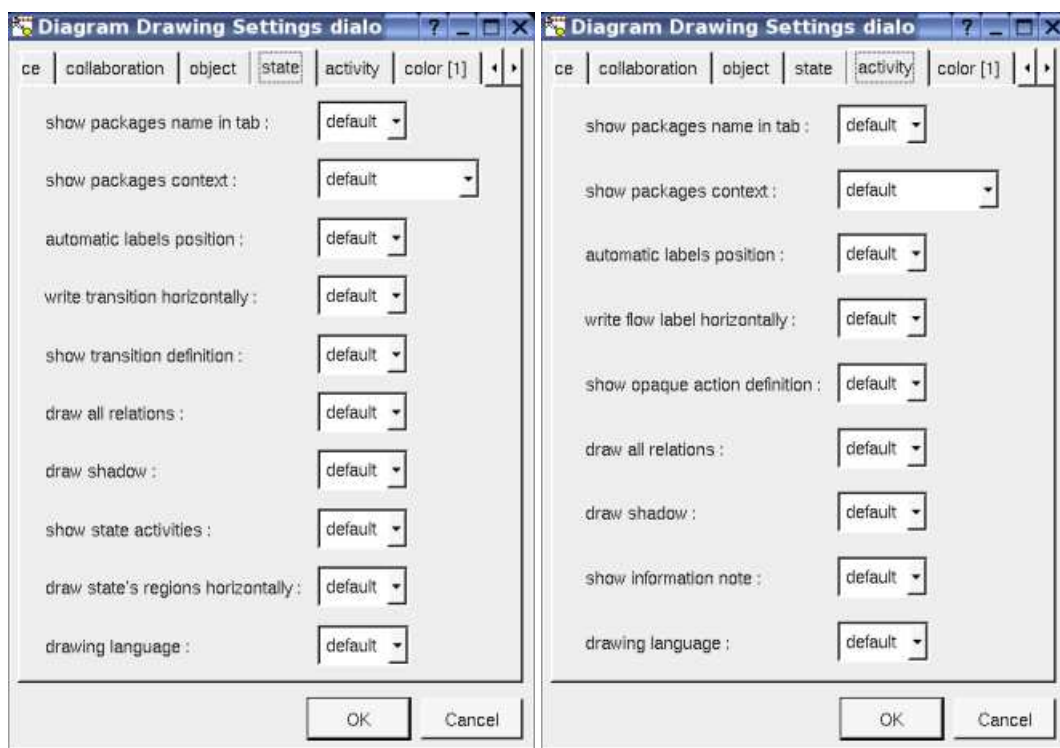 Diagram Drawing Settings dialo
ce collaboration object state activity color [1]
show packages name in tab : default
show packages context : default
automatic labels position : default
write transition horizontally : default
show transition definition : default
draw all relations : default
draw shadow : default
show state activities : default
draw state's regions horizontally : default
drawing language : default
OK Cancel
Diagram Drawing Settings dialo
ce collaboration object state activity color [1]
show packages name in tab : default
show packages context : default
automatic labels position : default
write flow label horizontally : default
show opaque action definition : default
draw all relations : default
draw shadow : default
show information note : default
drawing language : default
OK Cancel